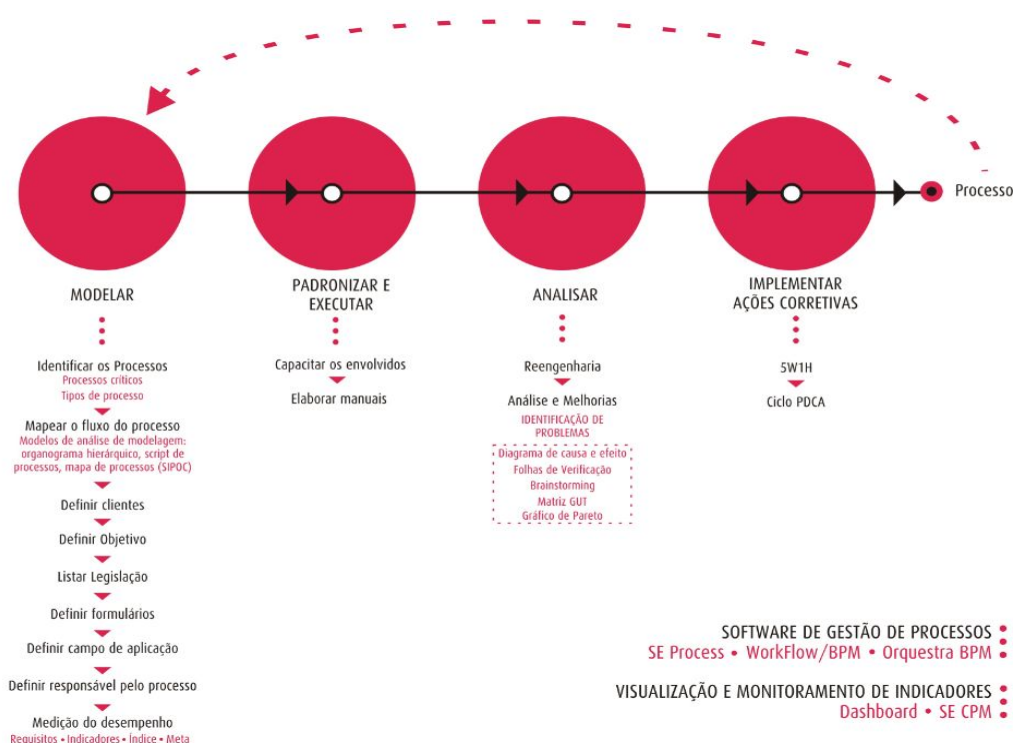 Processo
MODELAR
Identificar os Processos
Processos críticos
Tipos de processo
Mapear o fluxo do processo
Modelos de análise de modelagem:
organograma hierárquico, script de
processos, mapa de processos (SIPOC)
Definir clientes
Definir Objetivo
Listar Legislação
Definir formulários
Definir campo de aplicação
Definir responsável pelo processo
Medição do desempenho
Requisitos • Indicadores • Índice • Meta
PADRONIZAR E
EXECUTAR
Capacitar os envolvidos
Elaborar manuais
ANALISAR
Reengenharia
Análise e Melhorias
IDENTIFICAÇÃO DE
PROBLEMAS
Diagrama de causa e efeito
Folhas de Verificação
Brainstorming
Matriz GUT
Gráfico de Pareto
IMPLEMENTAR
AÇÕES CORRETIVAS
5W1H
Ciclo PDCA
SOFTWARE DE GESTÃO DE PROCESSOS
SE Process • WorkFlow/BPM • Orquestra BPM
VISUALIZAÇÃO E MONITORAMENTO DE INDICADORES
Dashboard • SE CPM